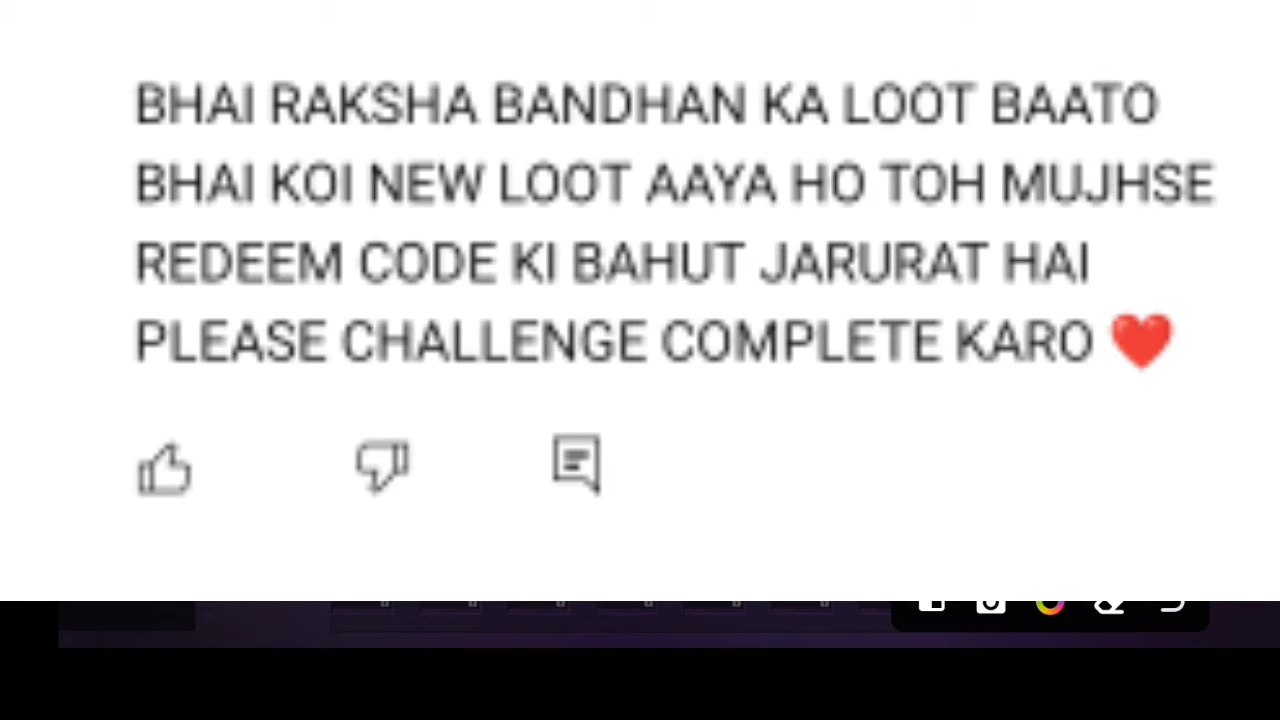 BHAI RAKSHA BANDHAN KA LOOT BAATO
BHAI KOI NEW LOOT AAYA HO TOH MUJHSE
REDEEM CODE KI BAHUT JARURAT HAI
PLEASE CHALLENGE COMPLETE KARO ❤️